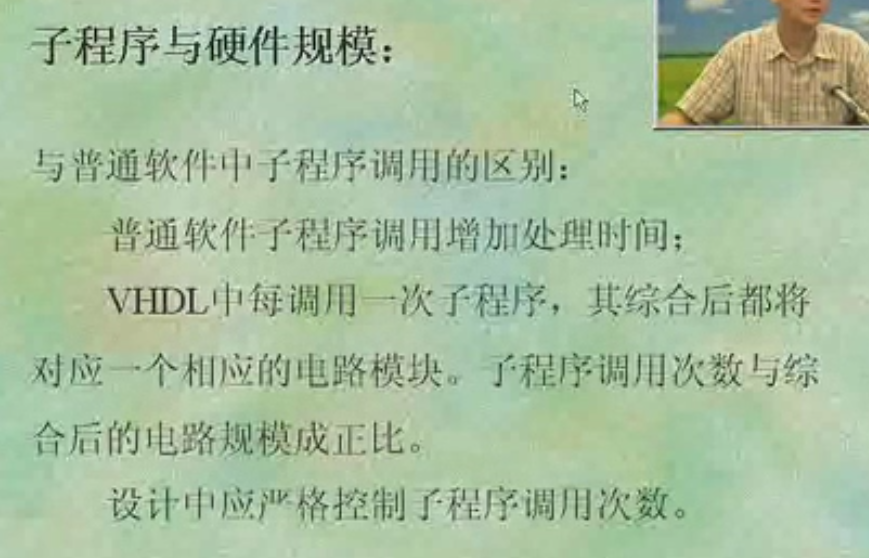 子程序与硬件规模：
与普通软件中子程序调用的区别：
普通软件子程序调用增加处理时间；
VHDL中每调用一次子程序，其综合后都将
对应一个相应的电路模块。子程序调用次数与综
合后的电路规模成正比。
设计中应严格控制子程序调用次数。